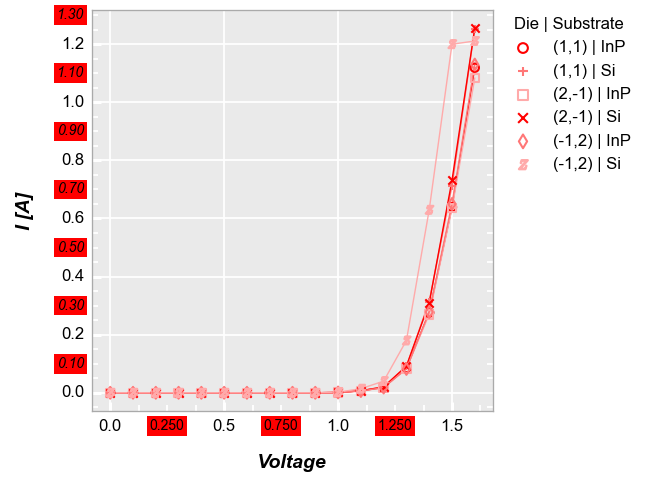 1.30
1.2
1.10
1.0
0.90
0.8
0.70
0.6
0.50
0.4
0.30
0.2
0.10
0.0
I [A]
0.0 0.250 0.5 0.750 1.0 1.250 1.5
Voltage
Die | Substrate
(1,1) | InP
(1,1) | Si
(2,-1) | InP
(2,-1) | Si
(-1,2) | InP
(-1,2) | Si